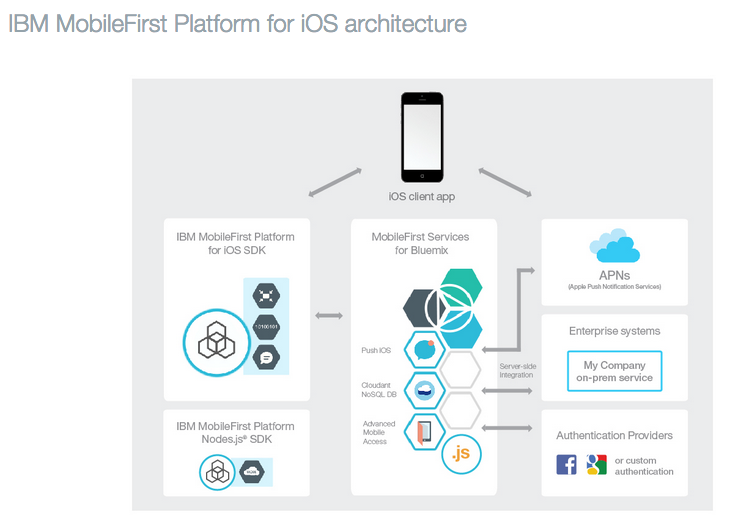 IBM MobileFirst Platform for iOS architecture
iOS client app
IBM MobileFirst Platform
for iOS SDK
10100101
IBM MobileFirst Platform
Nodes.js® SDK
MobileFirst Services
for Bluemix
Push iOS
Cloudant
NoSQL DB
Advanced
Mobile
Access
.js
Server-side
integration
APNs
(Apple Push Notification Services)
Enterprise systems
My Company
on-prem service
Authentication Providers
f
g
or custom
authentication